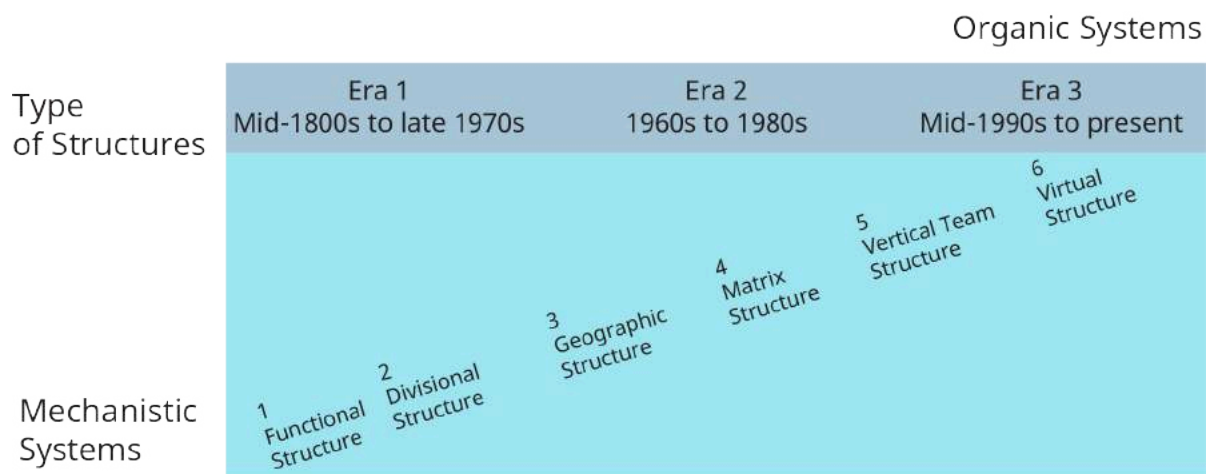 Organic Systems
Type
of Structures
Era 1
Mid-1800s to late 1970s
Era 2
1960s to 1980s
Era 3
Mid-1990s to present
1
Functional
Structure
2
Divisional
Structure
3
Geographic
Structure
4
Matrix
Structure
5
Vertical Team
Structure
6
Virtual
Structure
Mechanistic
Systems